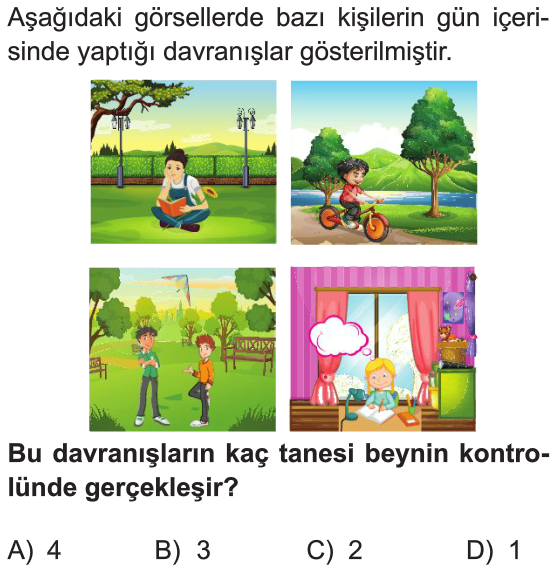 Aşağıdaki görsellerde bazı kişilerin gün içeri-
sinde yaptığı davranışlar gösterilmiştir.
Bu davranışların kaç tanesi beynin kontro-
lünde gerçekleşir?
A) 4 B) 3 C) 2 D) 1